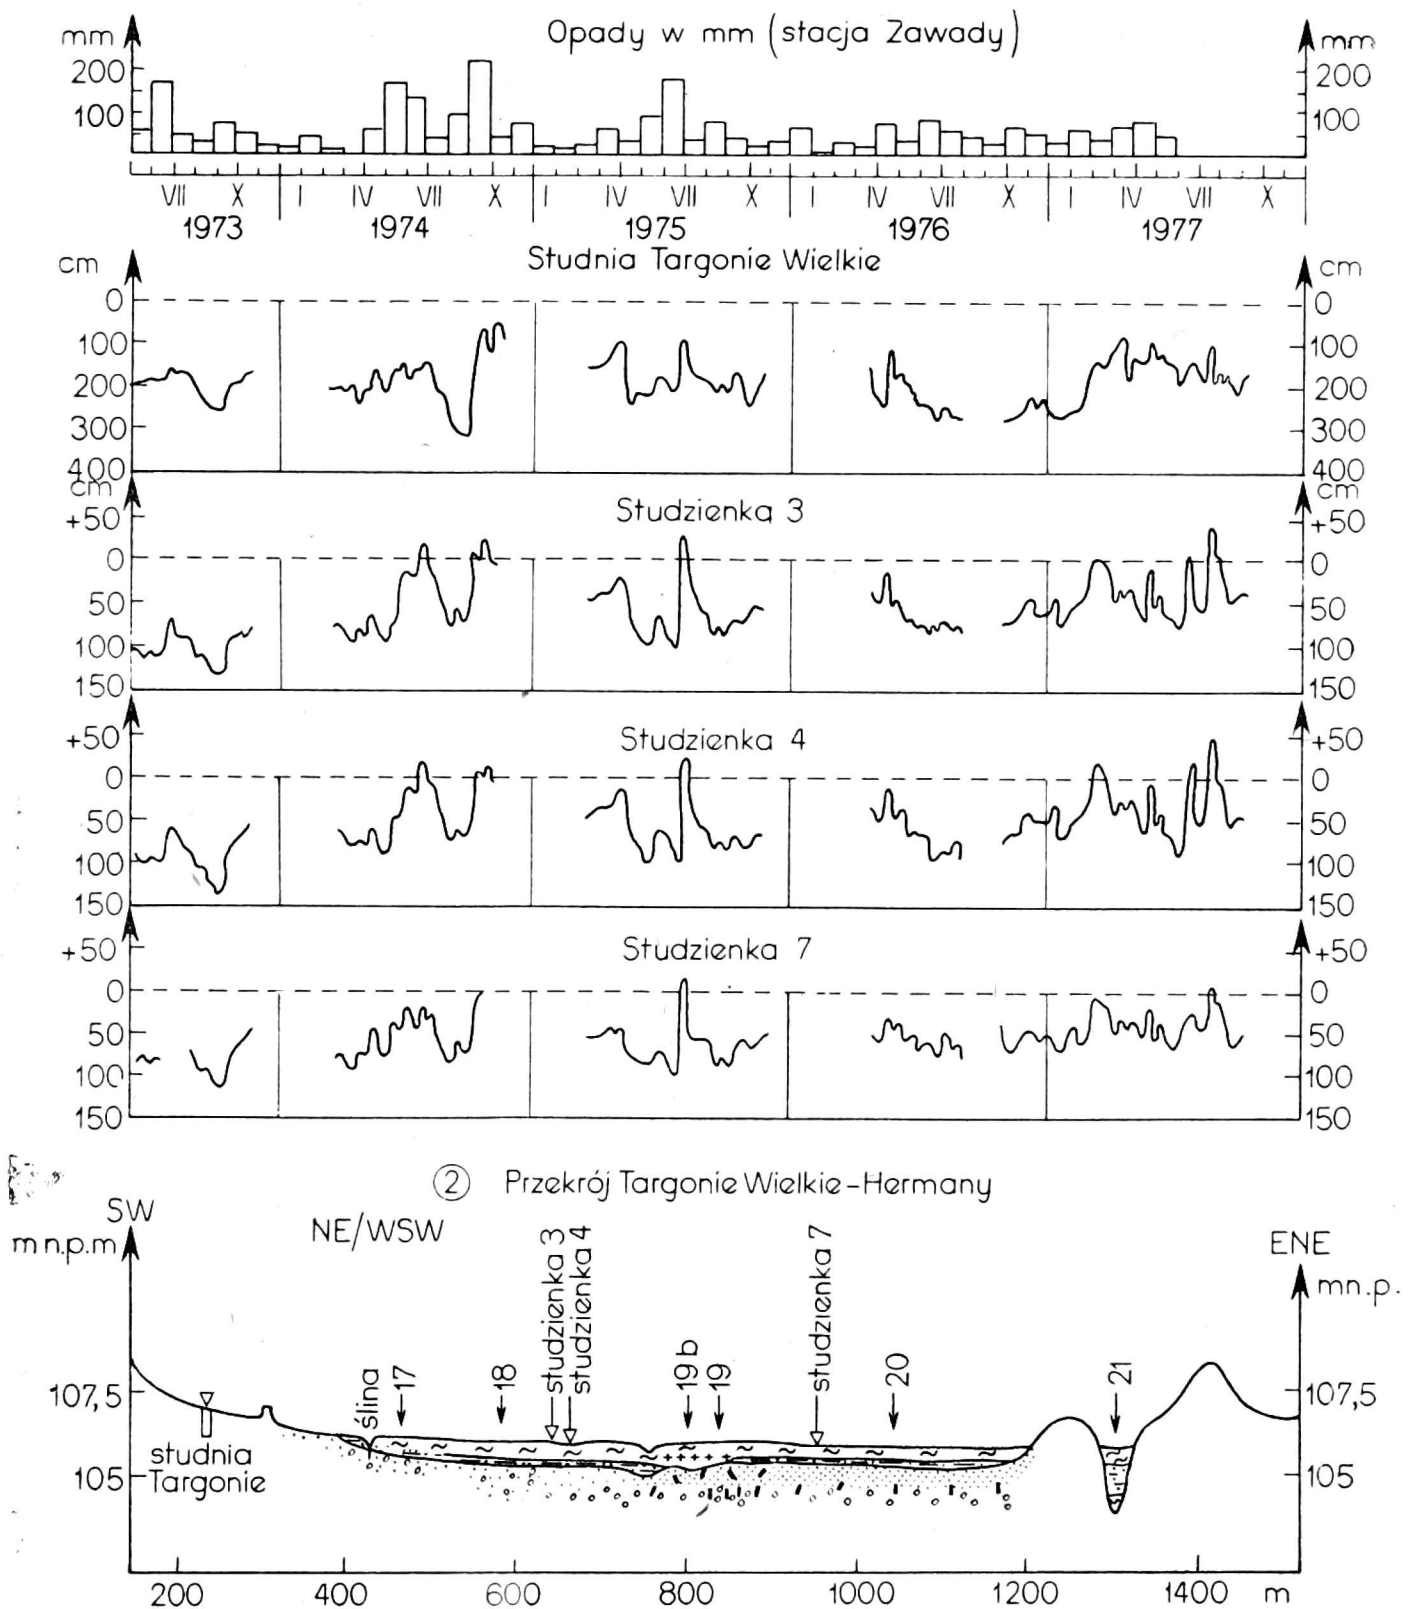 Opady w mm (stacja Zawady)
mm mm
200 200
100 100
VII X I IV VII X I IV VII X I IV VII X I IV VII X
1973 1974 1975 1976 1977
Studnia Targonie Wielkie
cm cm
0 0
100 100
200 200
300 300
400 400
cm cm
Studzienka 3
+50 +50
0 0
50 50
100 100
150 150
Studzienka 4
+50 +50
0 0
50 50
100 100
150 150
Studzienka 7
+50 +50
0 0
50 50
100 100
150 150
2 Przekrój Targonie Wielkie-Hermany
SW NE/WSW ENE
m n.p.m m n.p.
ślina 17 18 studzienka 3 studzienka 4 19b 19 studzienka 7 20 21
107,5 107,5
studnia
Targonie
105 105
200 400 600 800 1000 1200 1400 m